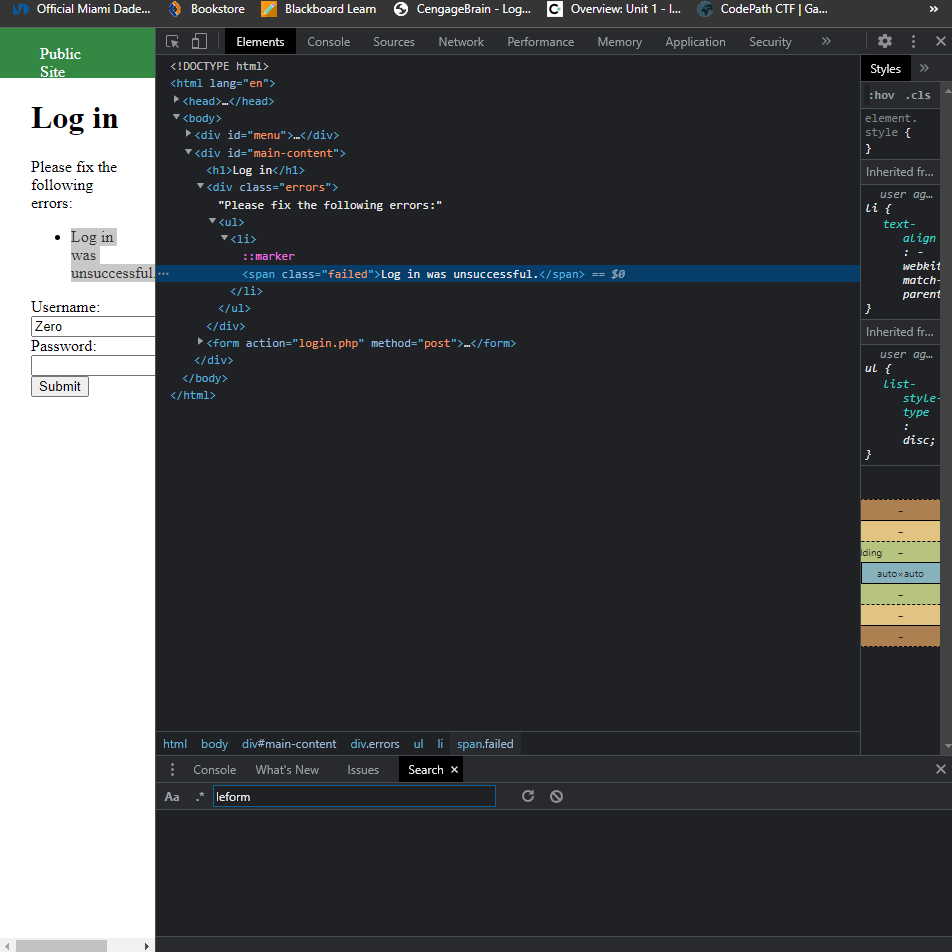 Official Miami Dade... Bookstore Blackboard Learn CengageBrain - Log... Overview: Unit 1 - I... CodePath CTF | Ga... »
Public
Site
Log in
Please fix the
following
errors:
• Log in
was
unsuccessful.
Username:
Zero
Password:
Submit
Elements Console Sources Network Performance Memory Application Security »
<!DOCTYPE html>
<html lang="en">
<head>…</head>
<body>
<div id="menu">…</div>
<div id="main-content">
<h1>Log in</h1>
<div class="errors">
"Please fix the following errors:"
<ul>
<li>
::marker
<span class="failed">Log in was unsuccessful.</span> == $0
</li>
</ul>
</div>
<form action="login.php" method="post">…</form>
</div>
</body>
</html>
Styles »
:hov .cls
element.
style {
}
Inherited fr...
user ag...
li {
text-
align
: -
webkit
match-
parent
}
Inherited fr...
user ag...
ul {
list-
style-
type
:
disc;
}
–
–
dding –
auto×auto
–
–
–
html body div#main-content div.errors ul li span.failed
Console What's New Issues Search ×
Aa .* leform